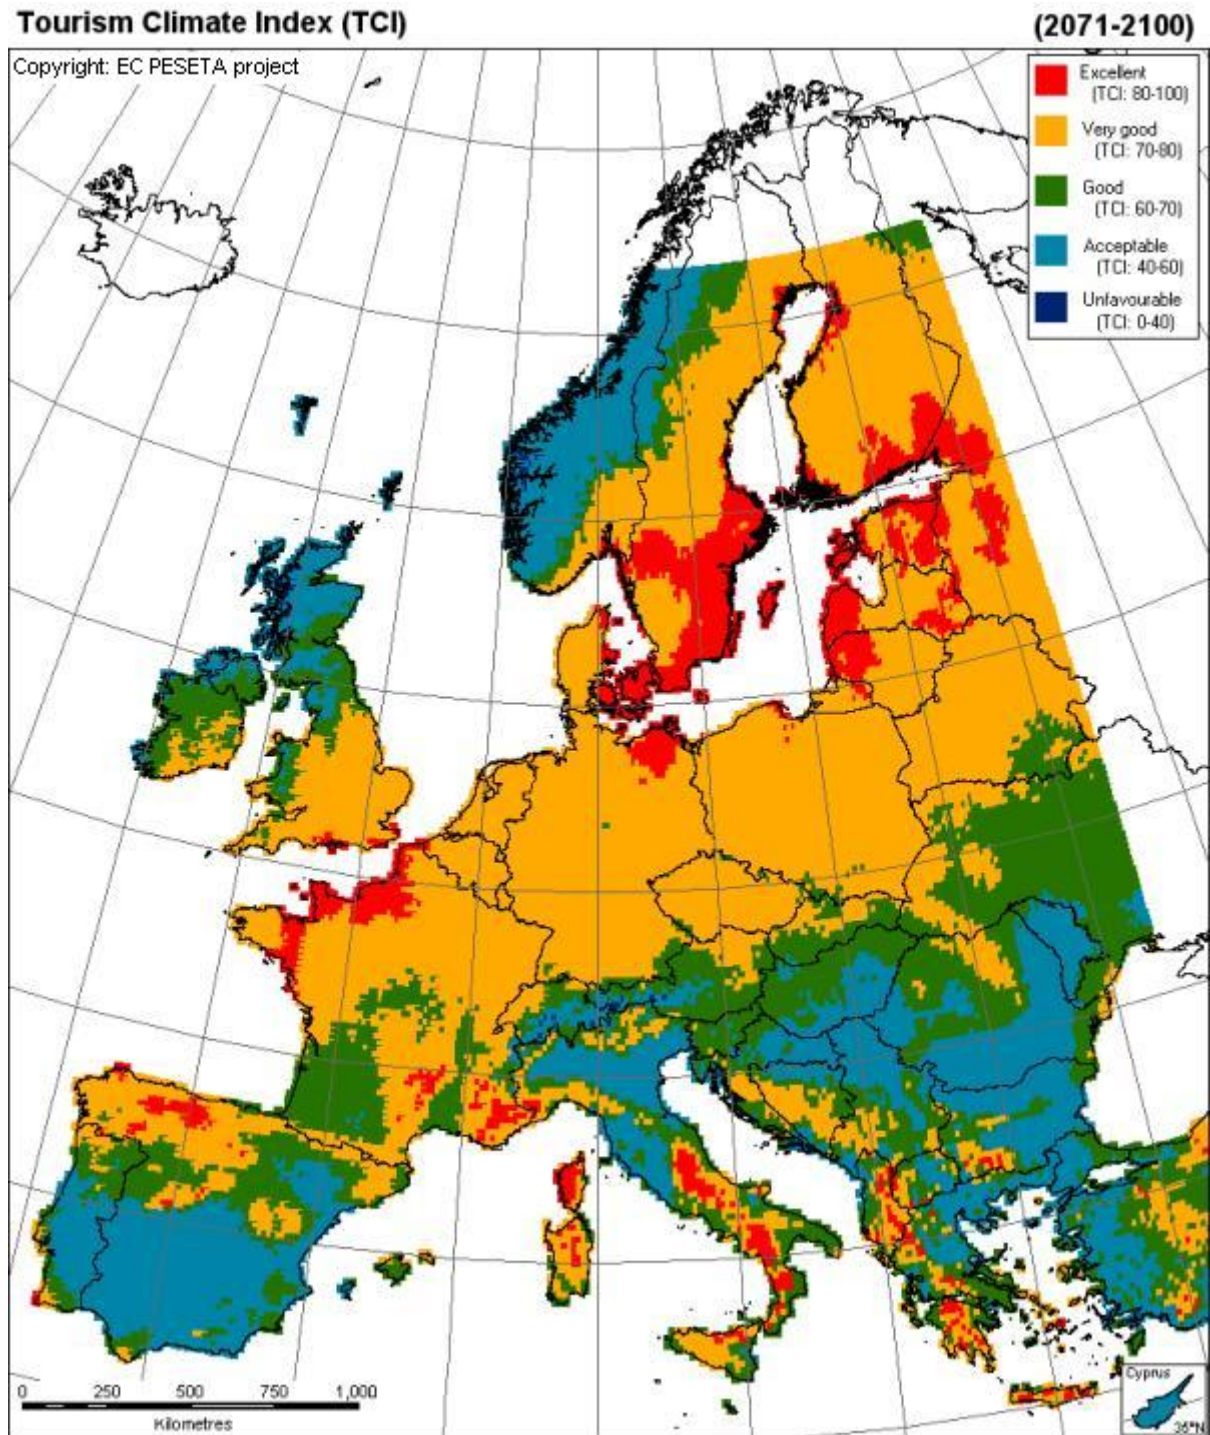 Tourism Climate Index (TCI)
(2071-2100)
Copyright: EC PESETA project
Excellent
(TCI: 80-100)
Very good
(TCI: 70-80)
Good
(TCI: 60-70)
Acceptable
(TCI: 40-60)
Unfavourable
(TCI: 0-40)
0 250 500 750 1,000
Kilometres
Cyprus
35°N